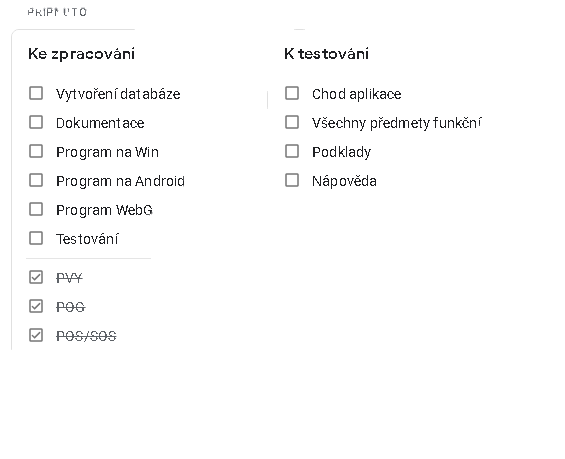 PŘIPNUTO
Ke zpracování
Vytvoření databáze
Dokumentace
Program na Win
Program na Android
Program WebG
Testování
PVY
POG
POS/SOS
K testování
Chod aplikace
Všechny předmety funkční
Podklady
Nápověda